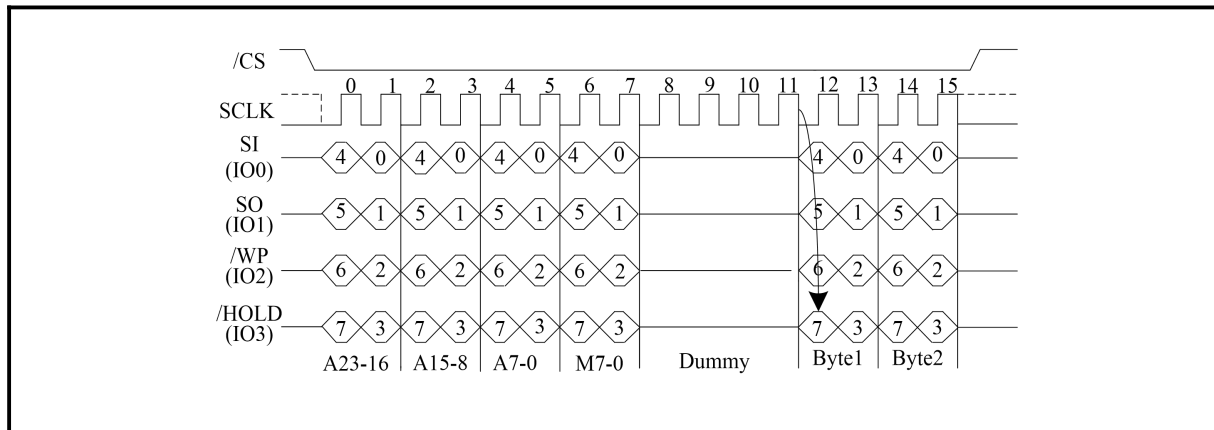 /CS
0 1 2 3 4 5 6 7 8 9 10 11 12 13 14 15
SCLK
SI
(IO0)
4 0 4 0 4 0 4 0 4 0 4 0
SO
(IO1)
5 1 5 1 5 1 5 1 5 1 5 1
/WP
(IO2)
6 2 6 2 6 2 6 2 6 2 6 2
/HOLD
(IO3)
7 3 7 3 7 3 7 3 7 3 7 3
A23-16 A15-8 A7-0 M7-0 Dummy Byte1 Byte2